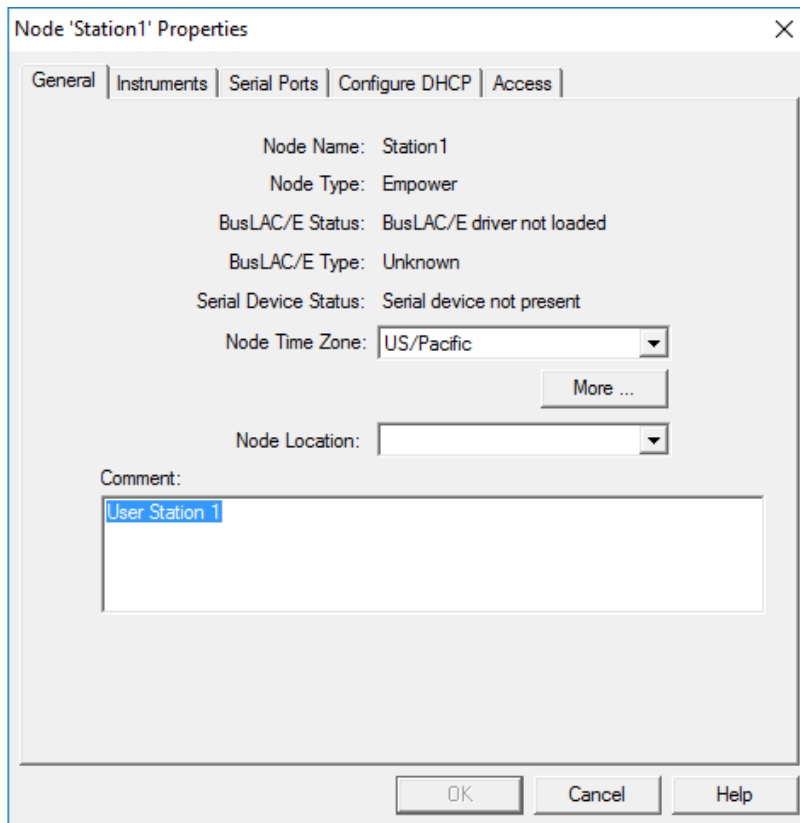 Node 'Station1' Properties
General Instruments Serial Ports Configure DHCP Access
Node Name: Station1
Node Type: Empower
BusLAC/E Status: BusLAC/E driver not loaded
BusLAC/E Type: Unknown
Serial Device Status: Serial device not present
Node Time Zone: US/Pacific
More ...
Node Location:
Comment:
User Station 1
OK Cancel Help